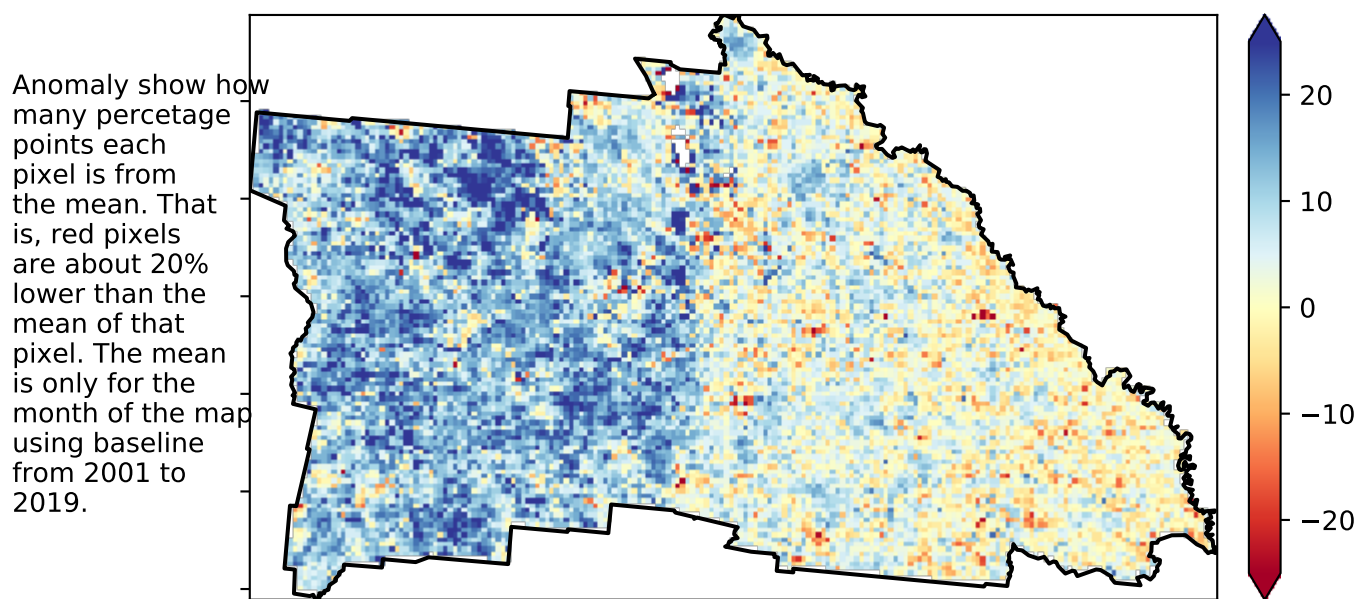 Anomaly show how
many percetage
points each
pixel is from
the mean. That
is, red pixels
are about 20%
lower than the
mean of that
pixel. The mean
is only for the
month of the map
using baseline
from 2001 to
2019.
20
10
0
−10
−20